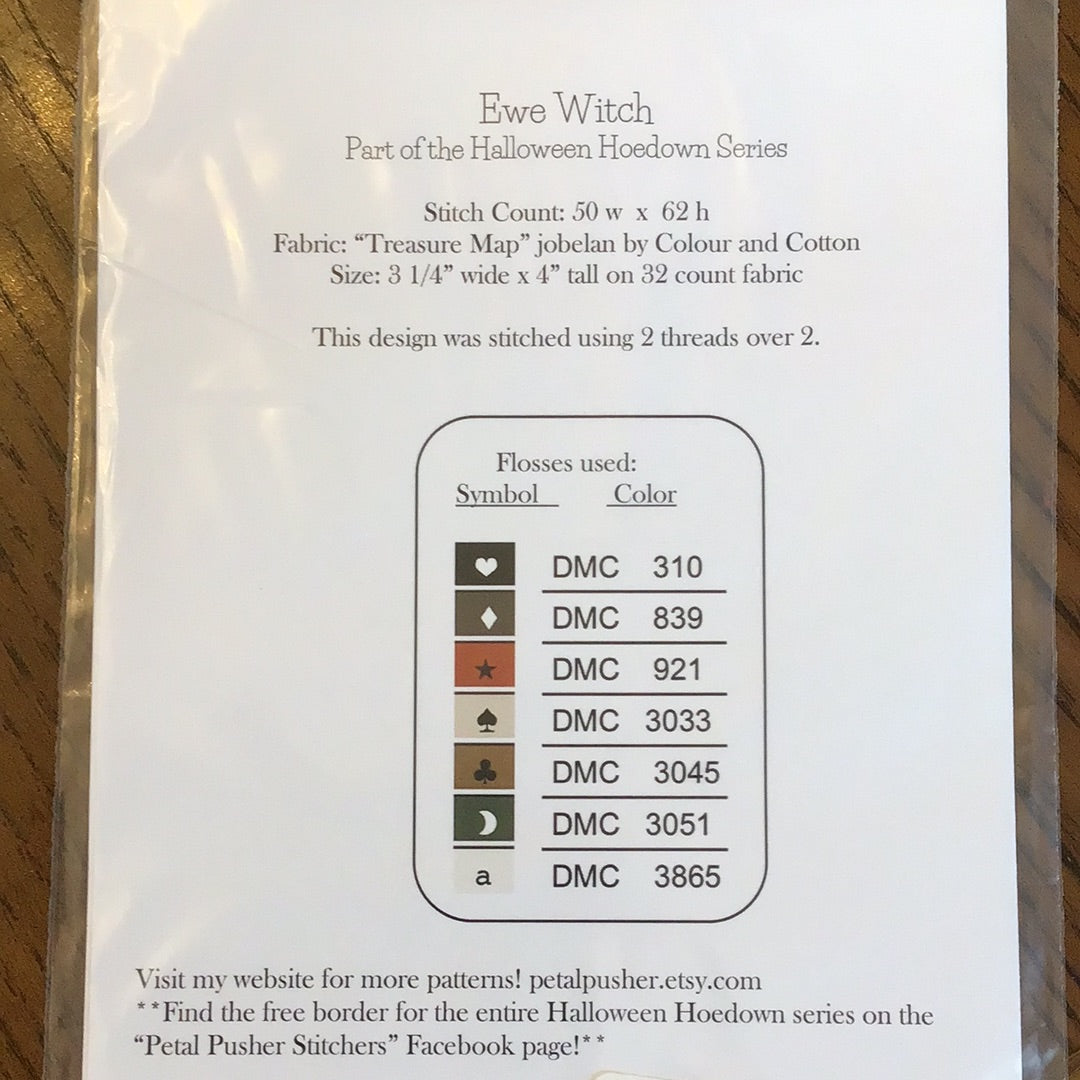 Ewe Witch
Part of the Halloween Hoedown Series
Stitch Count: 50 w x 62 h
Fabric: “Treasure Map” jobelan by Colour and Cotton
Size: 3 1/4” wide x 4” tall on 32 count fabric
This design was stitched using 2 threads over 2.
Flosses used:
Symbol Color
DMC 310
DMC 839
DMC 921
DMC 3033
DMC 3045
DMC 3051
a DMC 3865
Visit my website for more patterns! petalpusher.etsy.com
**Find the free border for the entire Halloween Hoedown series on the
“Petal Pusher Stitchers” Facebook page!**